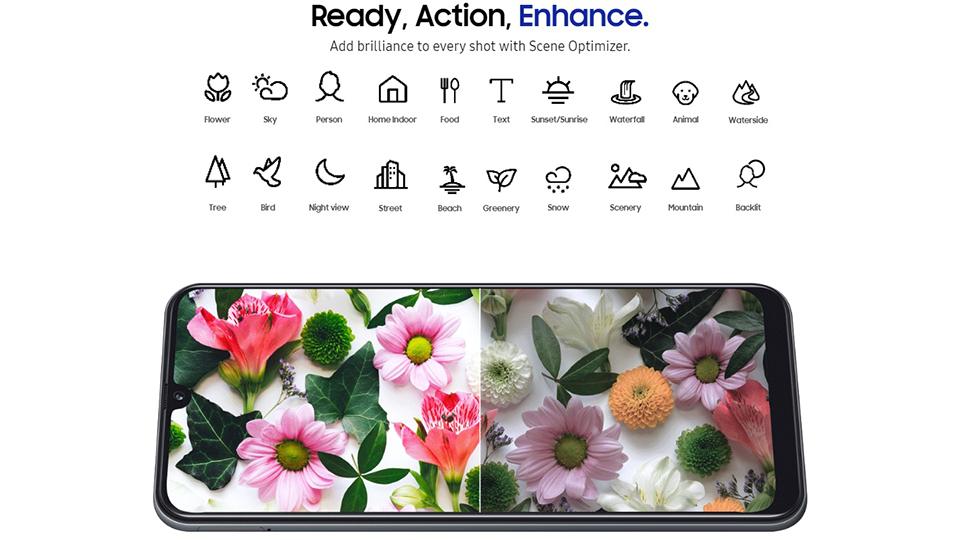 Ready, Action, Enhance.
Add brilliance to every shot with Scene Optimizer.
Flower Sky Person Home Indoor Food Text Sunset/Sunrise Waterfall Animal Waterside
Tree Bird Night view Street Beach Greenery Snow Scenery Mountain Backlit